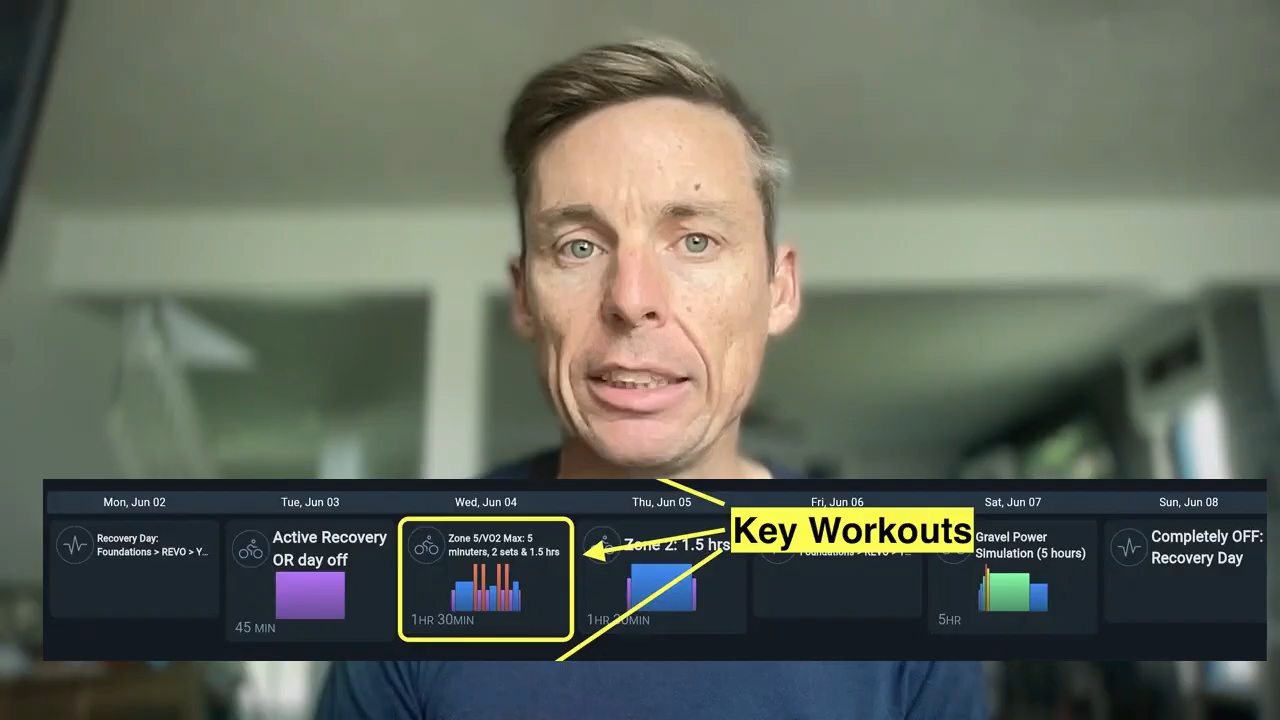 Mon, Jun 02
Tue, Jun 03
Wed, Jun 04
Thu, Jun 05
Fri, Jun 06
Sat, Jun 07
Sun, Jun 08
Recovery Day:
Foundations > REVO > Y...
Active Recovery
OR day off
45 MIN
Zone 5/VO2 Max: 5
minuters, 2 sets & 1.5 hrs
1HR 30MIN
Zone 2: 1.5 hrs
1HR 30MIN
Key Workouts
Foundations > REVO > Y...
Gravel Power
Simulation (5 hours)
5HR
Completely OFF:
Recovery Day